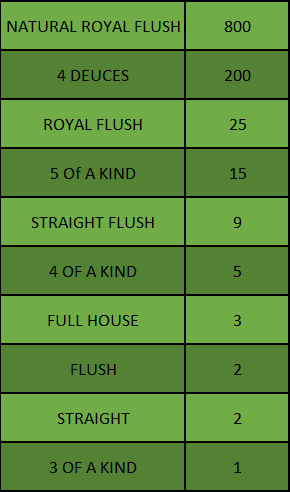 NATURAL ROYAL FLUSH 800
4 DEUCES 200
ROYAL FLUSH 25
5 Of A KIND 15
STRAIGHT FLUSH 9
4 OF A KIND 5
FULL HOUSE 3
FLUSH 2
STRAIGHT 2
3 OF A KIND 1